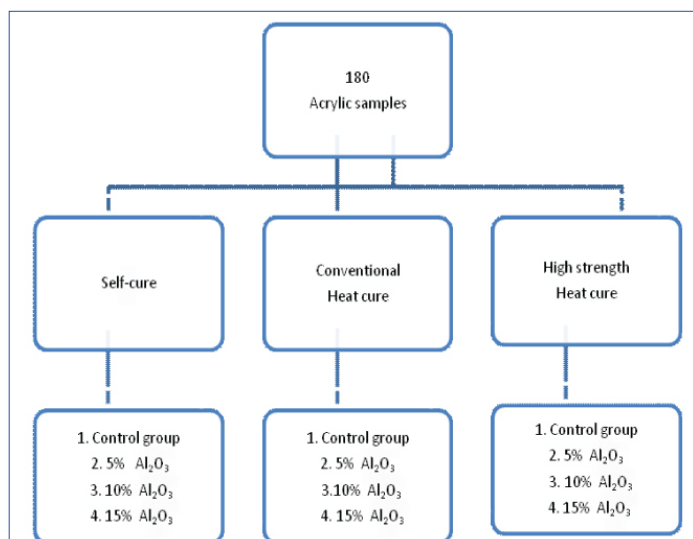 180
Acrylic samples
Self-cure
Conventional
Heat cure
High strength
Heat cure
1. Control group
2. 5% Al₂O₃
3. 10% Al₂O₃
4. 15% Al₂O₃
1. Control group
2. 5% Al₂O₃
3.10% Al₂O₃
4. 15% Al₂O₃
1. Control group
2. 5% Al₂O₃
3. 10% Al₂O₃
4. 15% Al₂O₃